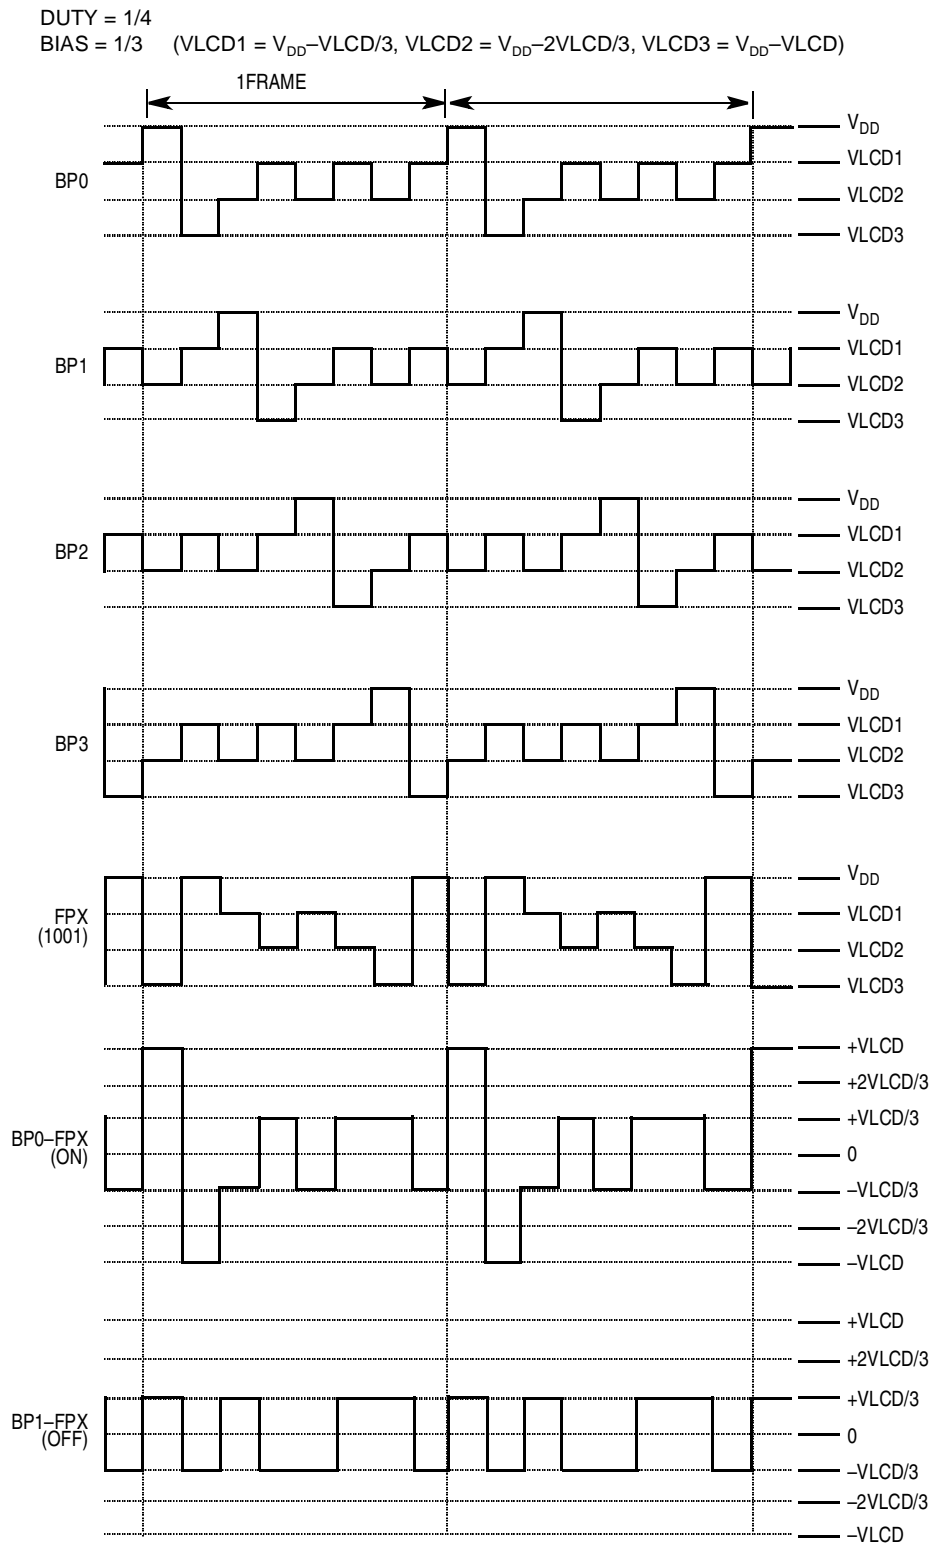 DUTY = 1/4
BIAS = 1/3 (VLCD1 = VDD–VLCD/3, VLCD2 = VDD–2VLCD/3, VLCD3 = VDD–VLCD)
1FRAME
VDD
VLCD1
BP0
VLCD2
VLCD3
VDD
VLCD1
BP1
VLCD2
VLCD3
VDD
VLCD1
BP2
VLCD2
VLCD3
VDD
VLCD1
BP3
VLCD2
VLCD3
VDD
FPX
(1001)
VLCD1
VLCD2
VLCD3
+VLCD
+2VLCD/3
+VLCD/3
BP0–FPX
(ON)
0
–VLCD/3
–2VLCD/3
–VLCD
+VLCD
+2VLCD/3
+VLCD/3
BP1–FPX
(OFF)
0
–VLCD/3
–2VLCD/3
–VLCD